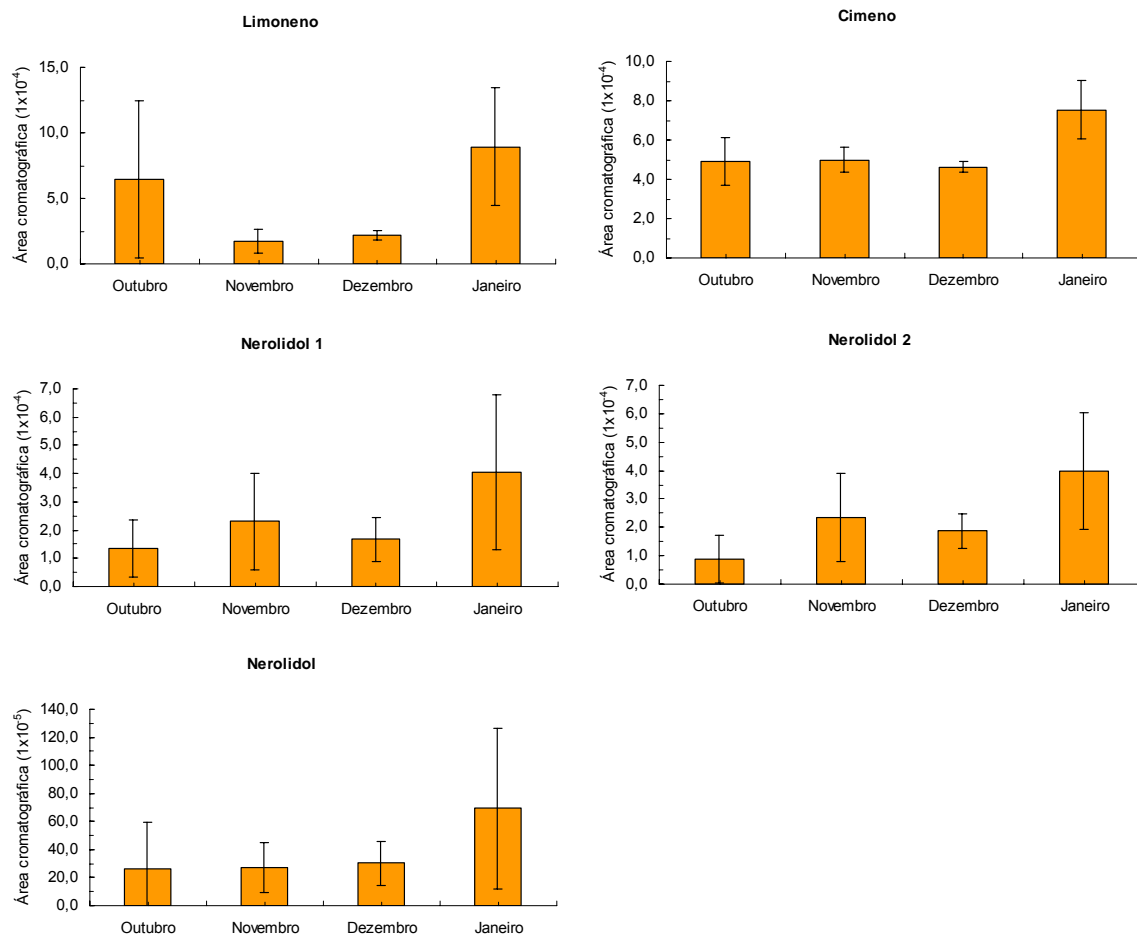 Limoneno
Área cromatográfica (1x10⁻⁴)
15,0
10,0
5,0
0,0
Outubro Novembro Dezembro Janeiro
Cimeno
Área cromatográfica (1x10⁻⁴)
10,0
8,0
6,0
4,0
2,0
0,0
Outubro Novembro Dezembro Janeiro
Nerolidol 1
Área cromatográfica (1x10⁻⁴)
7,0
6,0
5,0
4,0
3,0
2,0
1,0
0,0
Outubro Novembro Dezembro Janeiro
Nerolidol 2
Área cromatográfica (1x10⁻⁴)
7,0
6,0
5,0
4,0
3,0
2,0
1,0
0,0
Outubro Novembro Dezembro Janeiro
Nerolidol
Área cromatográfica (1x10⁻⁵)
140,0
120,0
100,0
80,0
60,0
40,0
20,0
0,0
Outubro Novembro Dezembro Janeiro